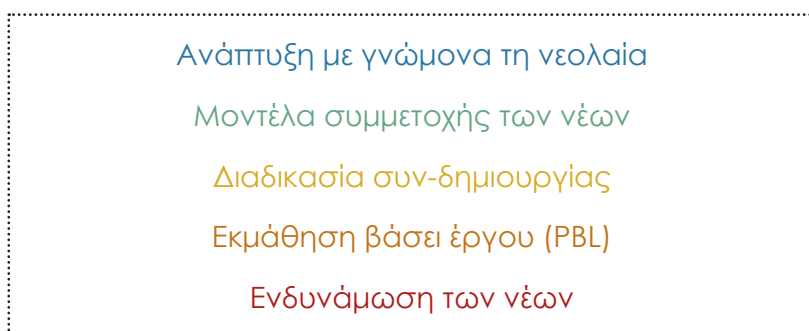 Ανάπτυξη με γνώμονα τη νεολαία
Μοντέλα συμμετοχής των νέων
Διαδικασία συν-δημιουργίας
Εκμάθηση βάσει έργου (PBL)
Ενδυνάμωση των νέων